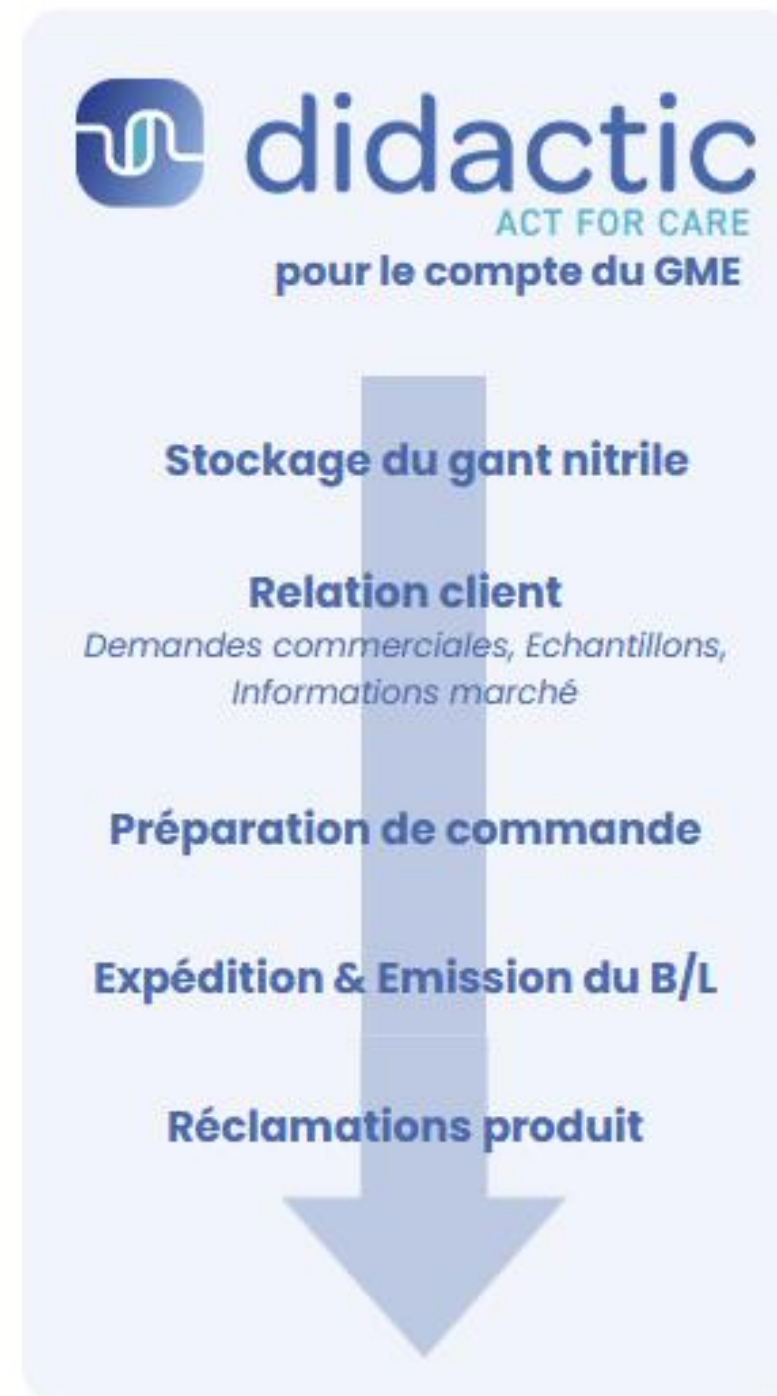 didactic
ACT FOR CARE
pour le compte du GME
Stockage du gant nitrile
Relation client
Demandes commerciales, Echantillons,
Informations marché
Préparation de commande
Expédition & Emission du B/L
Réclamations produit